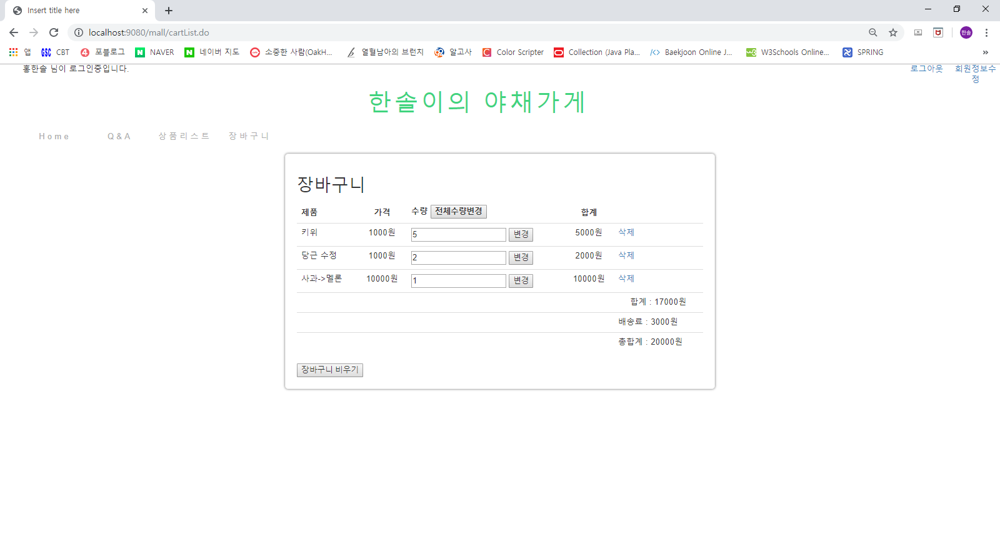 Insert title here
localhost:9080/mall/cartList.do
한솔
앱 CBT 포볼로그 NAVER 네이버 지도 소중한 사람(OakH... 열혈남아의 브런치 알고사 Color Scripter Collection (Java Pla... Baekjoon Online J... W3Schools Online... SPRING »
홍한솔 님이 로그인중입니다. 로그아웃 회원정보수
정
한솔이의 야채가게
Home Q&A 상품리스트 장바구니
장바구니
제품 가격 수량 전체수량변경 합계
키위 1000원 5 변경 5000원 삭제
당근 수정 1000원 2 변경 2000원 삭제
사과->멜론 10000원 1 변경 10000원 삭제
합계 : 17000원
배송료 : 3000원
총합계 : 20000원
장바구니 비우기